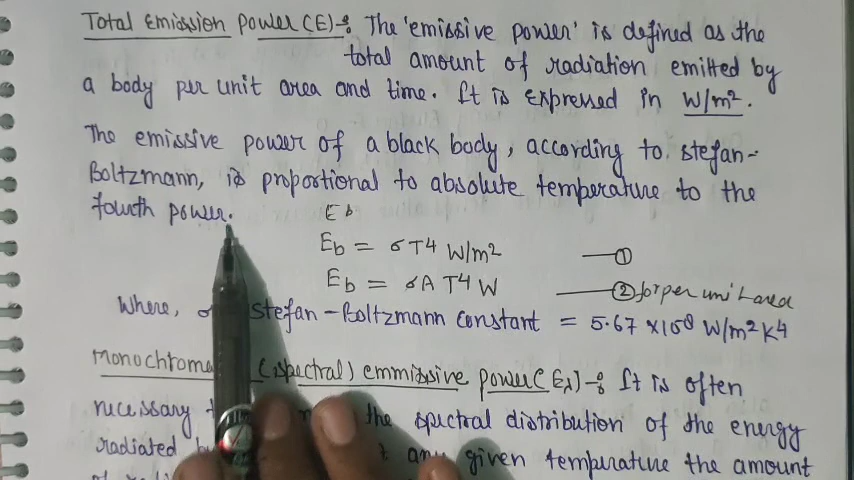 Total Emission Power (E):- The 'emissive power' is defined as the
total amount of radiation emitted by
a body per unit area and time. It is expressed in W/m².
The emissive power of a black body, according to stefan-
Boltzmann, is proportional to absolute temperature to the
fourth power.
Eb
Eb = σT4 W/m² ①
Eb = σA T4 W ② for per unit area
Where, stefan-Boltzmann constant = 5.67 ×10⁸ W/m²K4
Monochroma (spectral) emmissive power (Eλ):- It is often
necessary the spectral distribution of the energy
radiated any given temperature the amount
of